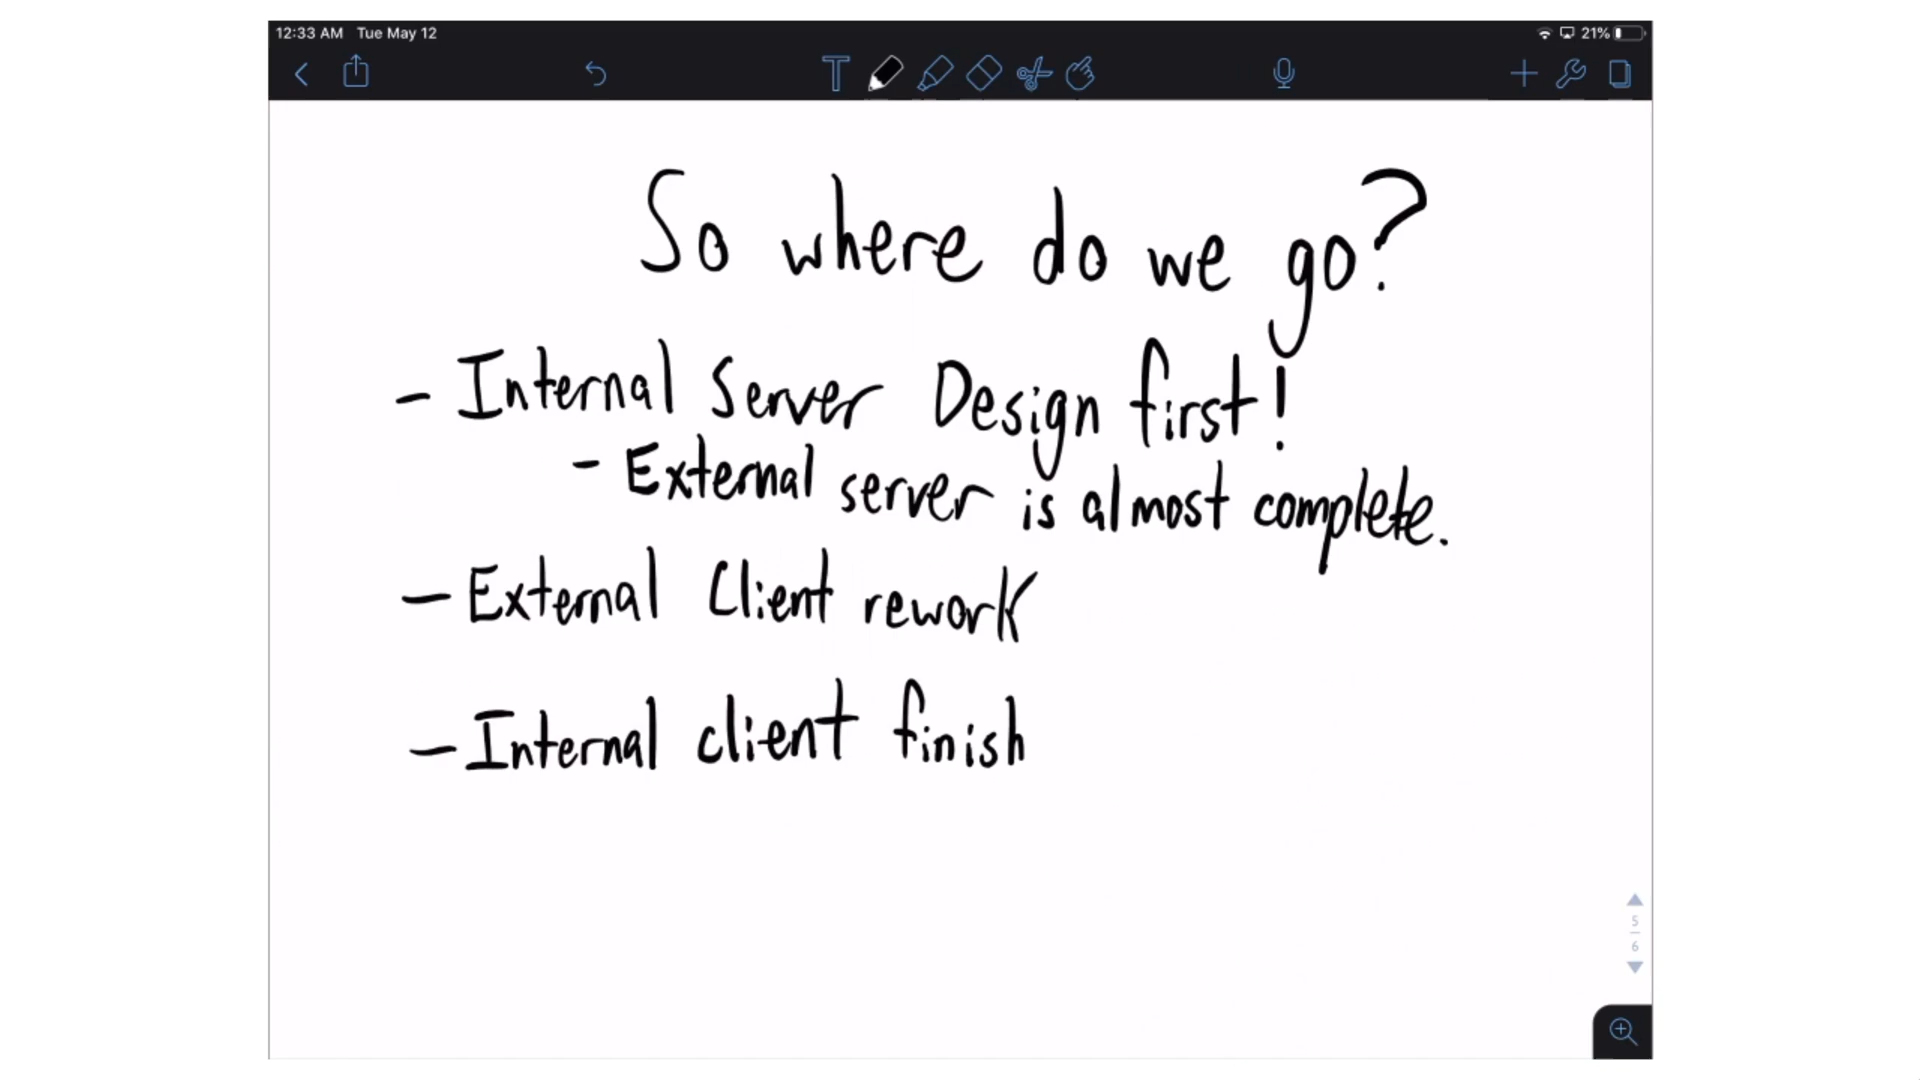 12:33 AM Tue May 12
21%
T
So where do we go?
- Internal Server Design first!
- External server is almost complete.
- External Client rework
- Internal client finish
5
6